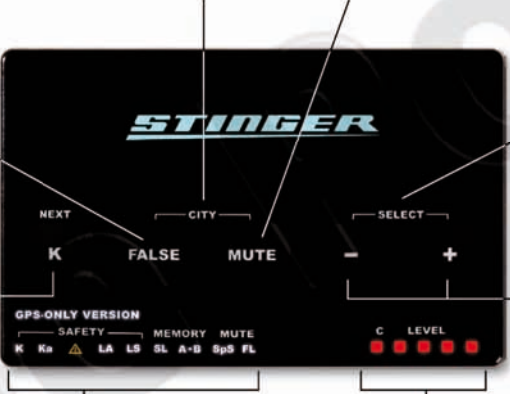 STINGER
NEXT CITY SELECT
K FALSE MUTE - +
GPS-ONLY VERSION
SAFETY MEMORY MUTE C LEVEL
K Ka ⚠ LA LS SL A+B SpS FL